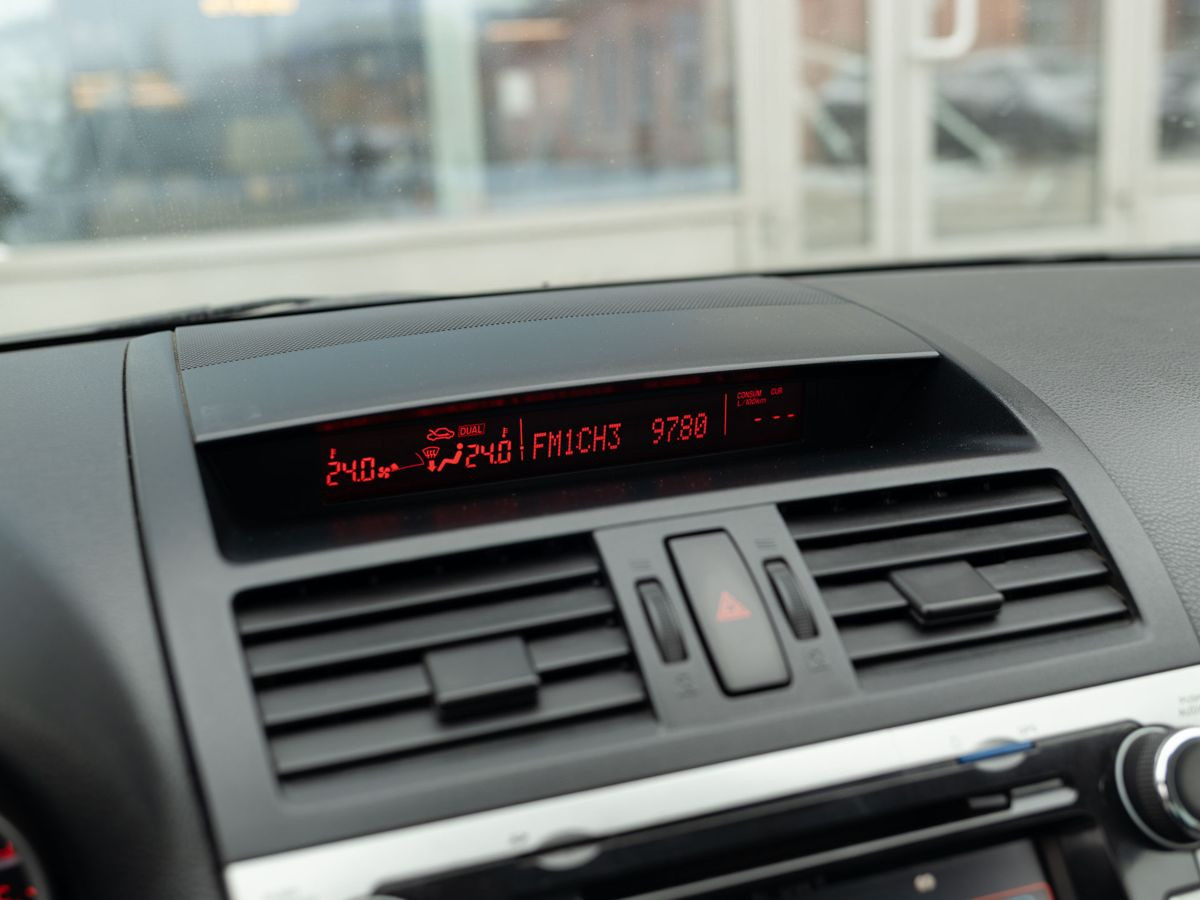 DUAL
24.0 24.0
FM1CH3 97.80
CONSUM CUR
L/100km
- - -